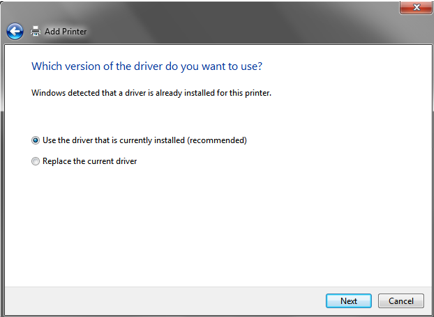 Add Printer
Which version of the driver do you want to use?
Windows detected that a driver is already installed for this printer.
Use the driver that is currently installed (recommended)
Replace the current driver
Next
Cancel